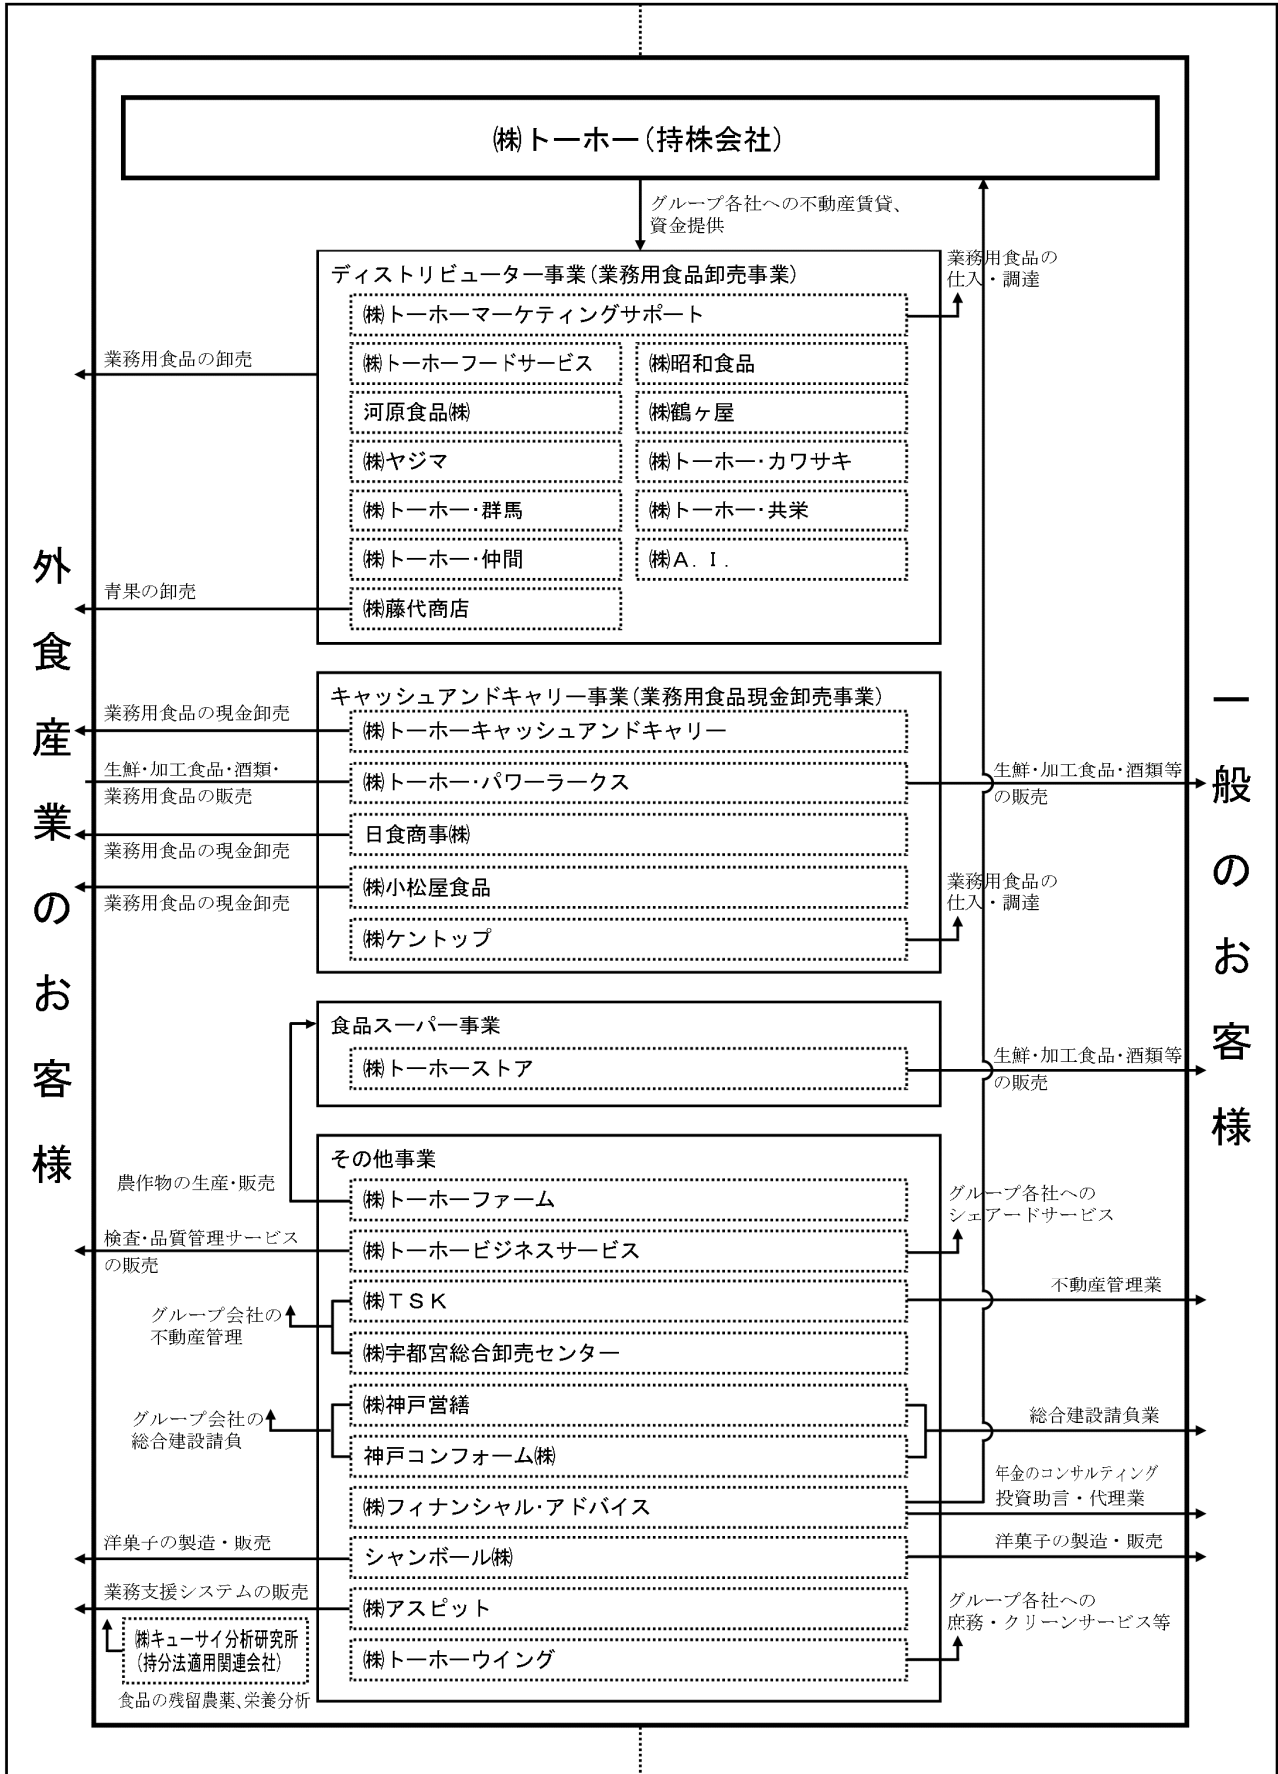 ㈱トーホー(持株会社)
グループ各社への不動産賃貸、
資金提供
ディストリビューター事業(業務用食品卸売事業)
業務用食品の
仕入・調達
㈱トーホーマーケティングサポート
業務用食品の卸売
㈱トーホーフードサービス
㈱昭和食品
河原食品㈱
㈱鶴ヶ屋
㈱ヤジマ
㈱トーホー・カワサキ
㈱トーホー・群馬
㈱トーホー・共栄
㈱トーホー・仲間
㈱A.I.
青果の卸売
㈱藤代商店
キャッシュアンドキャリー事業(業務用食品現金卸売事業)
業務用食品の現金卸売
㈱トーホーキャッシュアンドキャリー
生鮮・加工食品・酒類・
業務用食品の販売
㈱トーホー・パワーラークス
生鮮・加工食品・酒類等
の販売
日食商事㈱
業務用食品の現金卸売
㈱小松屋食品
業務用食品の現金卸売
業務用食品の
仕入・調達
㈱ケントップ
食品スーパー事業
㈱トーホーストア
生鮮・加工食品・酒類等
の販売
その他事業
農作物の生産・販売
㈱トーホーファーム
グループ各社への
シェアードサービス
検査・品質管理サービス
の販売
㈱トーホービジネスサービス
㈱TSK
不動産管理業
グループ会社の
不動産管理
㈱宇都宮総合卸売センター
㈱神戸営繕
グループ会社の
総合建設請負
総合建設請負業
神戸コンフォーム㈱
年金のコンサルティング
投資助言・代理業
㈱フィナンシャル・アドバイス
洋菓子の製造・販売
シャンボール㈱
洋菓子の製造・販売
業務支援システムの販売
㈱アスピット
グループ各社への
庶務・クリーンサービス等
㈱キューサイ分析研究所
(持分法適用関連会社)
食品の残留農薬、栄養分析
㈱トーホーウイング
外食産業のお客様
一般のお客様